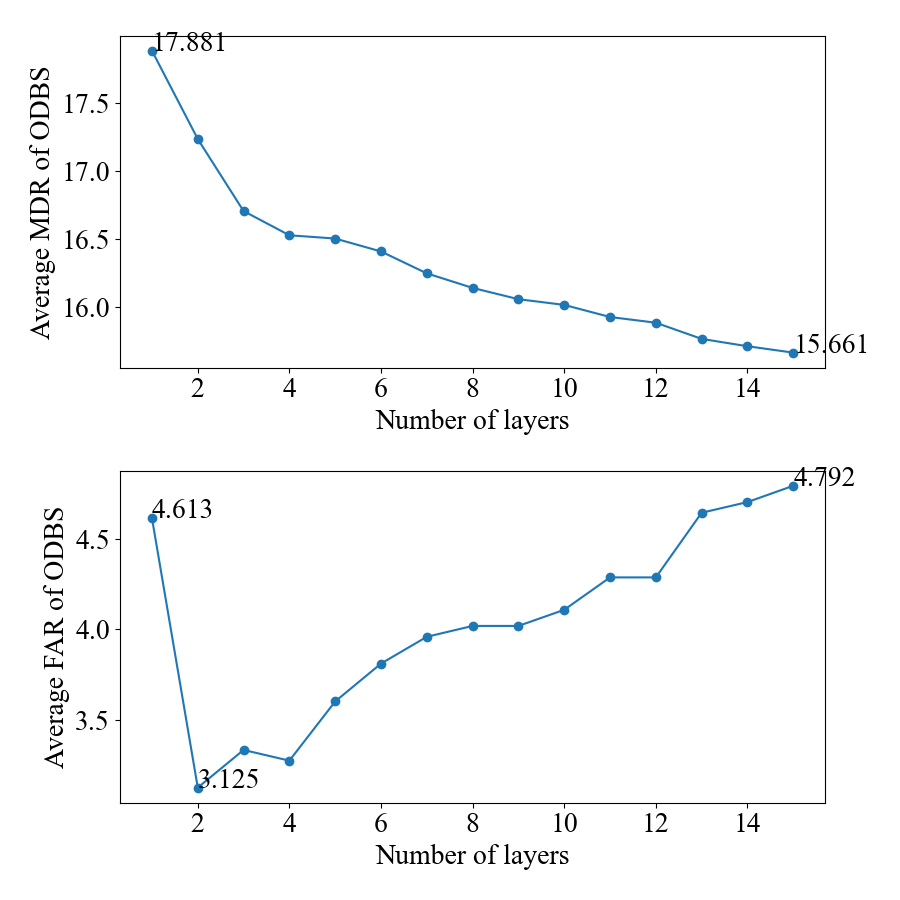 17.881
17.5
17.0
16.5
16.0
Average MDR of ODBS
15.661
2 4 6 8 10 12 14
Number of layers
4.792
4.613
4.5
4.0
3.5
Average FAR of ODBS
3.125
2 4 6 8 10 12 14
Number of layers